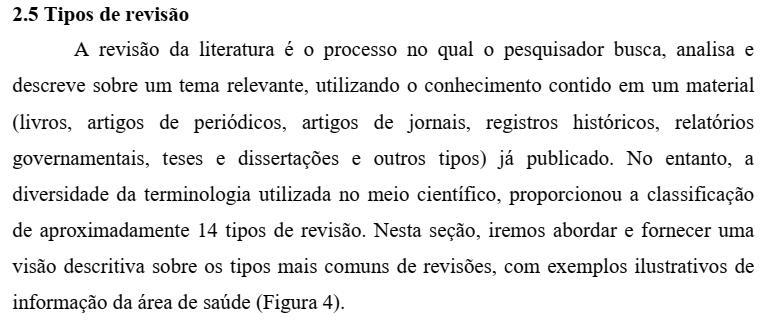 2.5 Tipos de revisão
A revisão da literatura é o processo no qual o pesquisador busca, analisa e
descreve sobre um tema relevante, utilizando o conhecimento contido em um material
(livros, artigos de periódicos, artigos de jornais, registros históricos, relatórios
governamentais, teses e dissertações e outros tipos) já publicado. No entanto, a
diversidade da terminologia utilizada no meio científico, proporcionou a classificação
de aproximadamente 14 tipos de revisão. Nesta seção, iremos abordar e fornecer uma
visão descritiva sobre os tipos mais comuns de revisões, com exemplos ilustrativos de
informação da área de saúde (Figura 4).